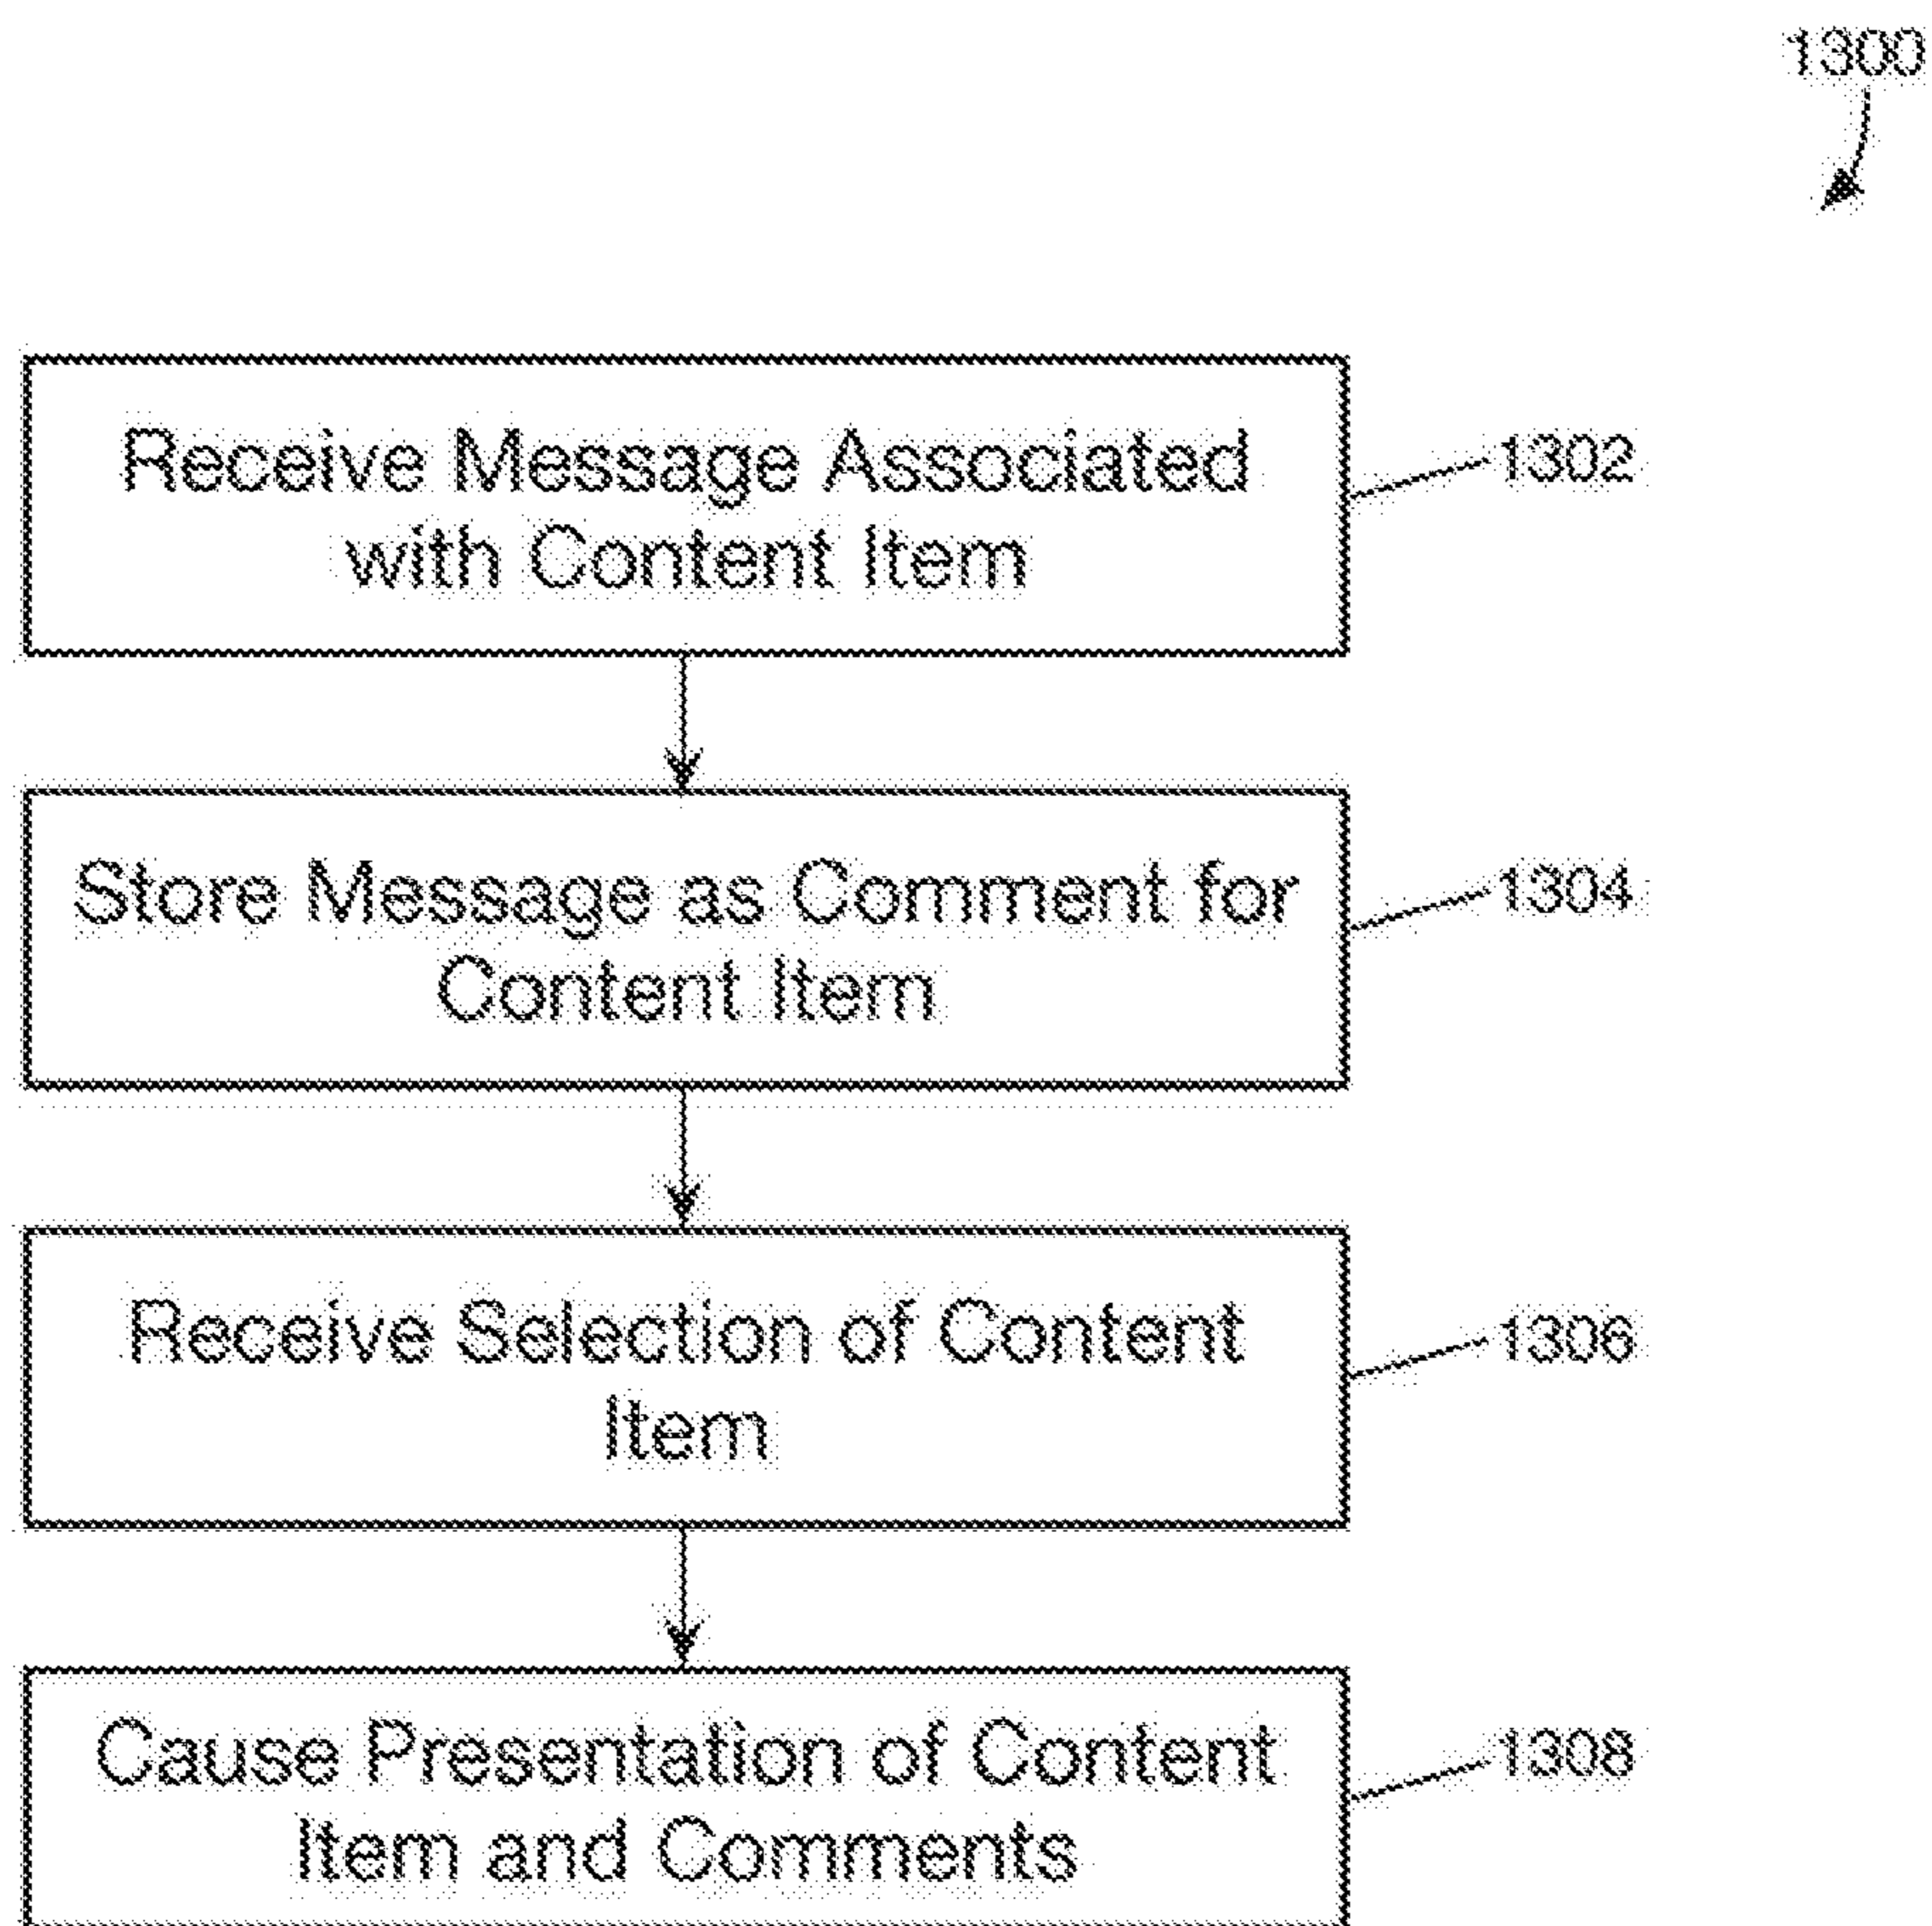 1300
Receive Message Associated
with Content Item
1302
Store Message as Comment for
Content Item
1304
Receive Selection of Content
Item
1306
Cause Presentation of Content
Item and Comments
1308